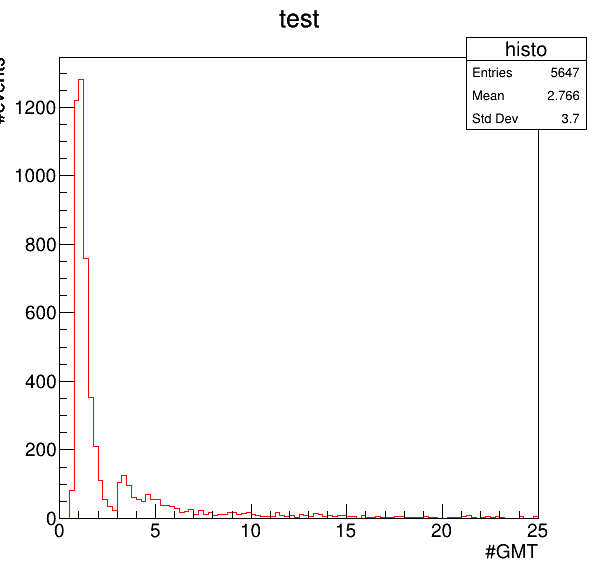 test
histo
Entries 5647
Mean 2.766
Std Dev 3.7
#events
1200
1000
800
600
400
200
0
0 5 10 15 20 25
#GMT